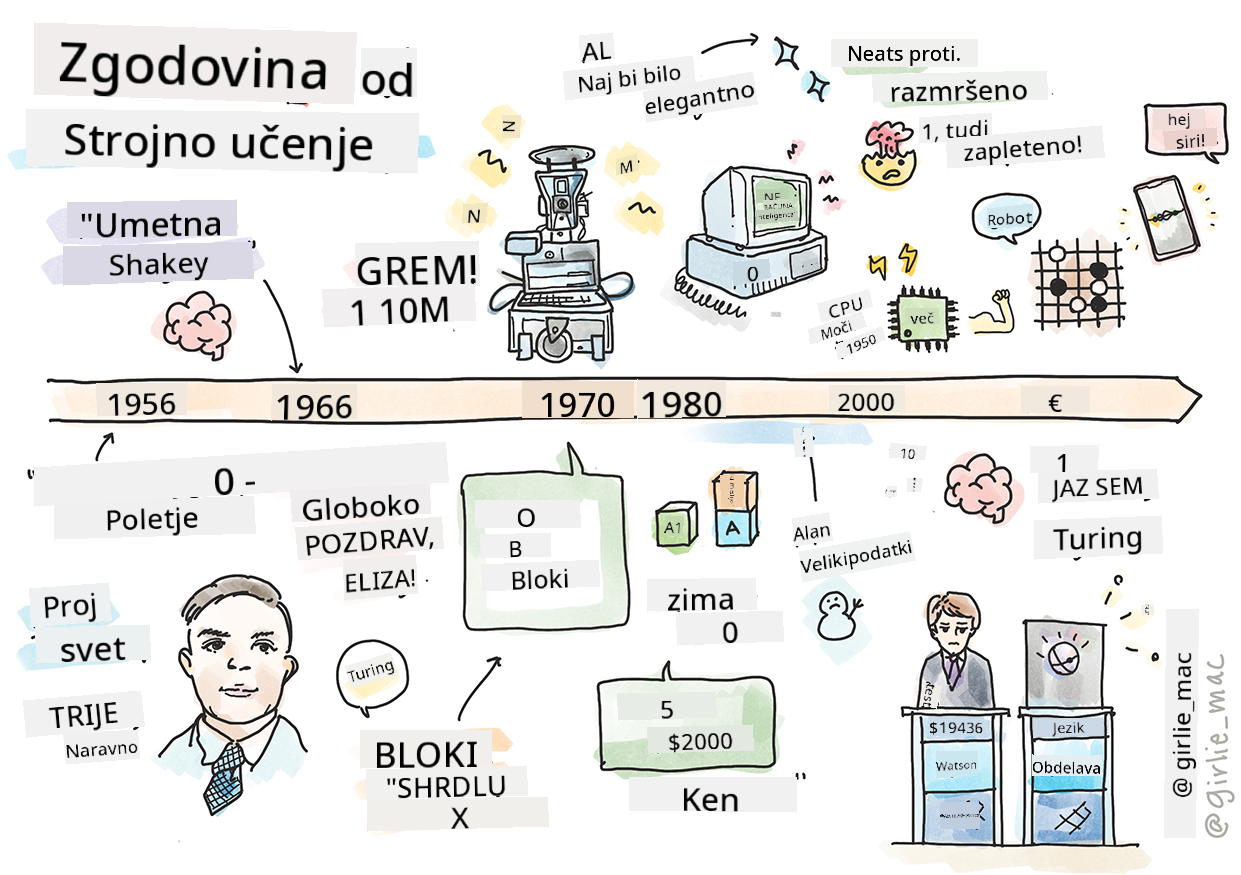 Zgodovina od
Strojno učenje
"Umetna
Shakey
GREM!
1 10M
N
N
M
AL
Naj bi bilo
elegantno
Neats proti.
razmršeno
1, tudi
zapleteno!
hej
siri!
Robot
NE
RAČUNA
0
CPU
Moči
1950
več
1956
1966
1970
1980
2000
€
0 -
Poletje
Proj
svet
TRIJE
Naravno
Globoko
POZDRAV,
ELIZA!
Turing
BLOKI
"SHRDLU
X
O
B
Bloki
A1
A
zima
0
5
$2000
Ken
Alan
Velikipodatki
10
1
JAZ SEM
Turing
test
$19436
Watson
Jezik
Obdelava
@ girlie_mac
@girlie_mac